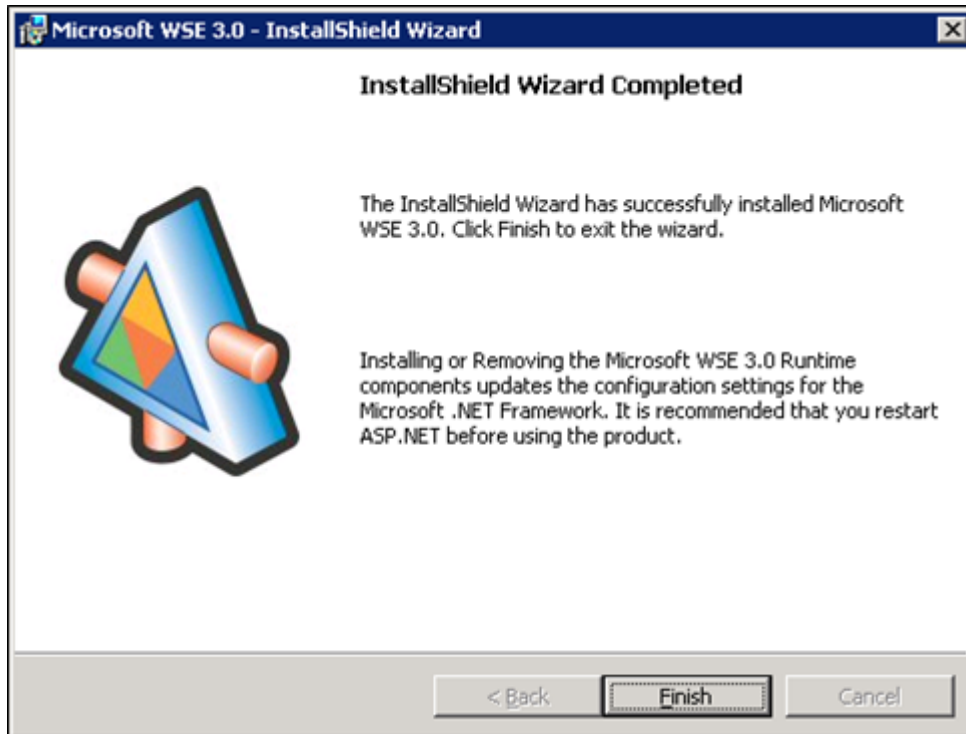 Microsoft WSE 3.0 - InstallShield Wizard
InstallShield Wizard Completed
The InstallShield Wizard has successfully installed Microsoft
WSE 3.0. Click Finish to exit the wizard.
Installing or Removing the Microsoft WSE 3.0 Runtime
components updates the configuration settings for the
Microsoft .NET Framework. It is recommended that you restart
ASP.NET before using the product.
< Back
Finish
Cancel